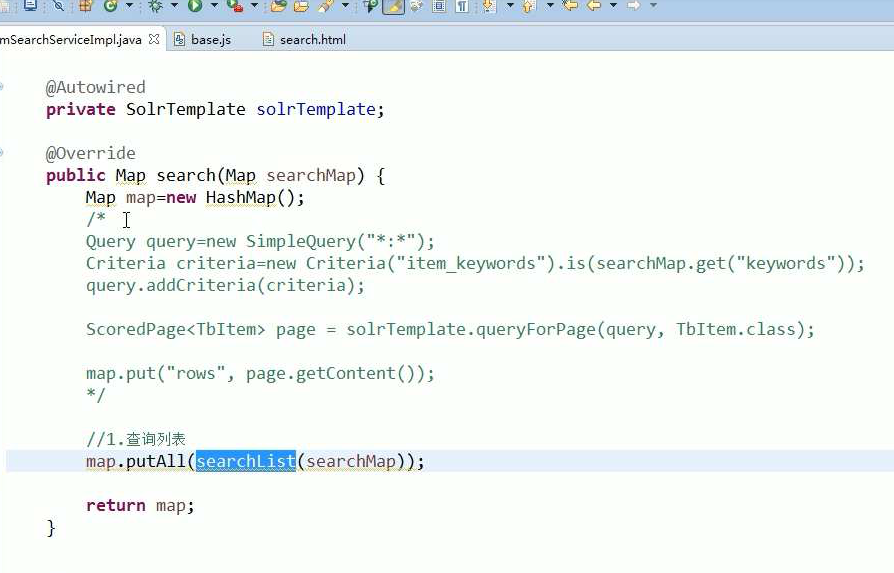 mSearchServiceImpl.java base.js search.html
@Autowired
private SolrTemplate solrTemplate;
@Override
public Map search(Map searchMap) {
Map map=new HashMap();
/*
Query query=new SimpleQuery("*:*");
Criteria criteria=new Criteria("item_keywords").is(searchMap.get("keywords"));
query.addCriteria(criteria);
ScoredPage<TbItem> page = solrTemplate.queryForPage(query, TbItem.class);
map.put("rows", page.getContent());
*/
//1.查询列表
map.putAll(searchList(searchMap));
return map;
}